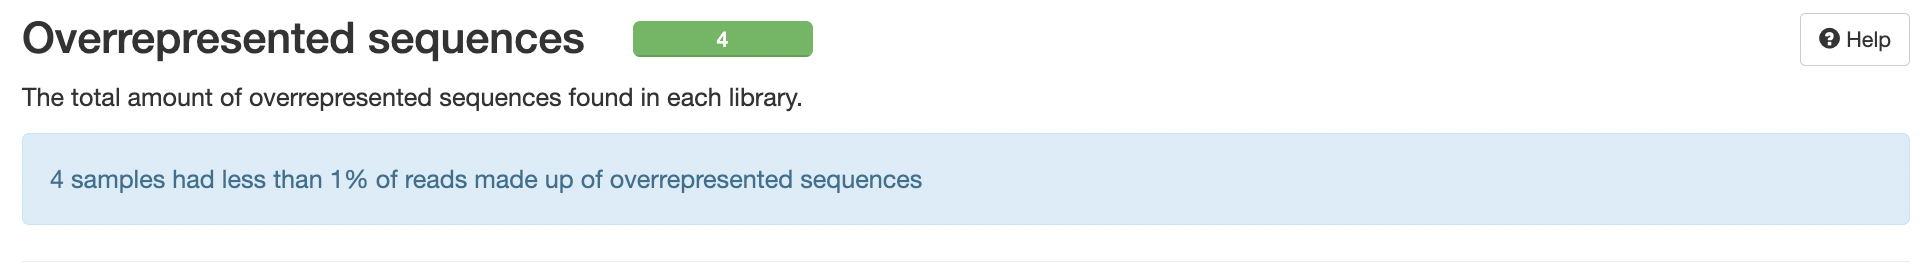 Overrepresented sequences 4 Help
The total amount of overrepresented sequences found in each library.
4 samples had less than 1% of reads made up of overrepresented sequences